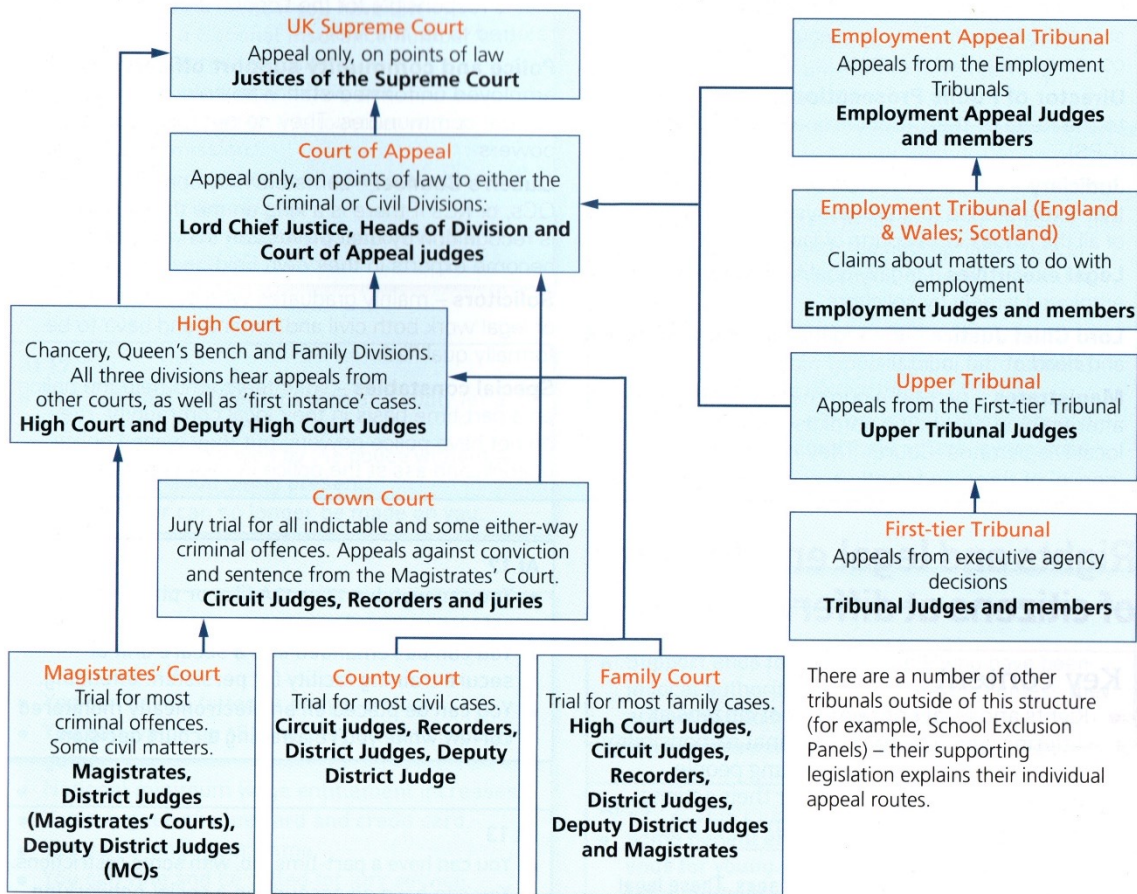 UK Supreme Court
Appeal only, on points of law
Justices of the Supreme Court
Court of Appeal
Appeal only, on points of law to either the
Criminal or Civil Divisions:
Lord Chief Justice, Heads of Division and
Court of Appeal judges
High Court
Chancery, Queen's Bench and Family Divisions.
All three divisions hear appeals from
other courts, as well as 'first instance' cases.
High Court and Deputy High Court Judges
Crown Court
Jury trial for all indictable and some either-way
criminal offences. Appeals against conviction
and sentence from the Magistrates' Court.
Circuit Judges, Recorders and juries
Magistrates' Court
Trial for most
criminal offences.
Some civil matters.
Magistrates,
District Judges
(Magistrates' Courts),
Deputy District Judges
(MC)s
County Court
Trial for most civil cases.
Circuit Judges, Recorders,
District Judges, Deputy
District Judge
Family Court
Trial for most family cases.
High Court Judges,
Circuit Judges,
Recorders,
District Judges,
Deputy District Judges
and Magistrates
Employment Appeal Tribunal
Appeals from the Employment
Tribunals
Employment Appeal Judges
and members
Employment Tribunal (England
& Wales; Scotland)
Claims about matters to do with
employment
Employment Judges and members
Upper Tribunal
Appeals from the First-tier Tribunal
Upper Tribunal Judges
First-tier Tribunal
Appeals from executive agency
decisions
Tribunal Judges and members
There are a number of other
tribunals outside of this structure
(for example, School Exclusion
Panels) – their supporting
legislation explains their individual
appeal routes.